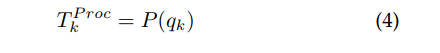 T_k^{Proc} = P(q_k) (4)